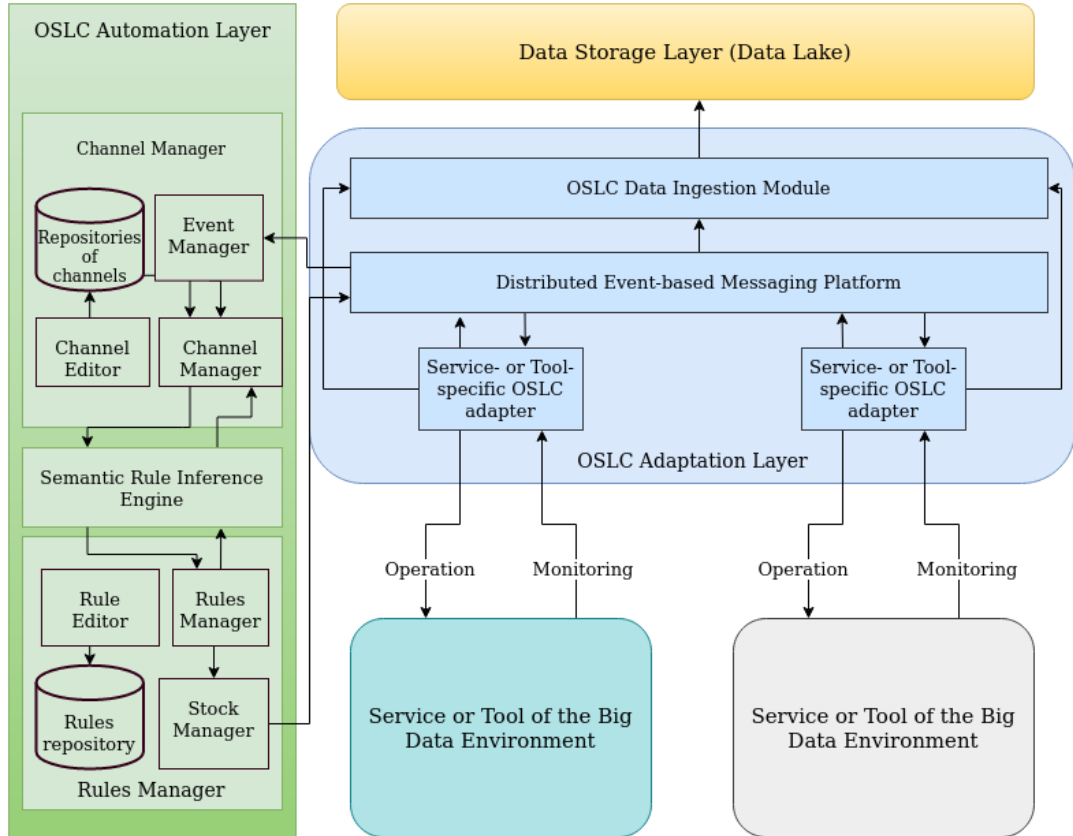 OSLC Automation Layer
Channel Manager
Repositories
of
channels
Event
Manager
Channel
Editor
Channel
Manager
Semantic Rule Inference
Engine
Rule
Editor
Rules
Manager
Rules
repository
Stock
Manager
Rules Manager
Data Storage Layer (Data Lake)
OSLC Data Ingestion Module
Distributed Event-based Messaging Platform
Service- or Tool-
specific OSLC
adapter
Service- or Tool-
specific OSLC
adapter
OSLC Adaptation Layer
Operation
Monitoring
Operation
Monitoring
Service or Tool of the Big
Data Environment
Service or Tool of the Big
Data Environment